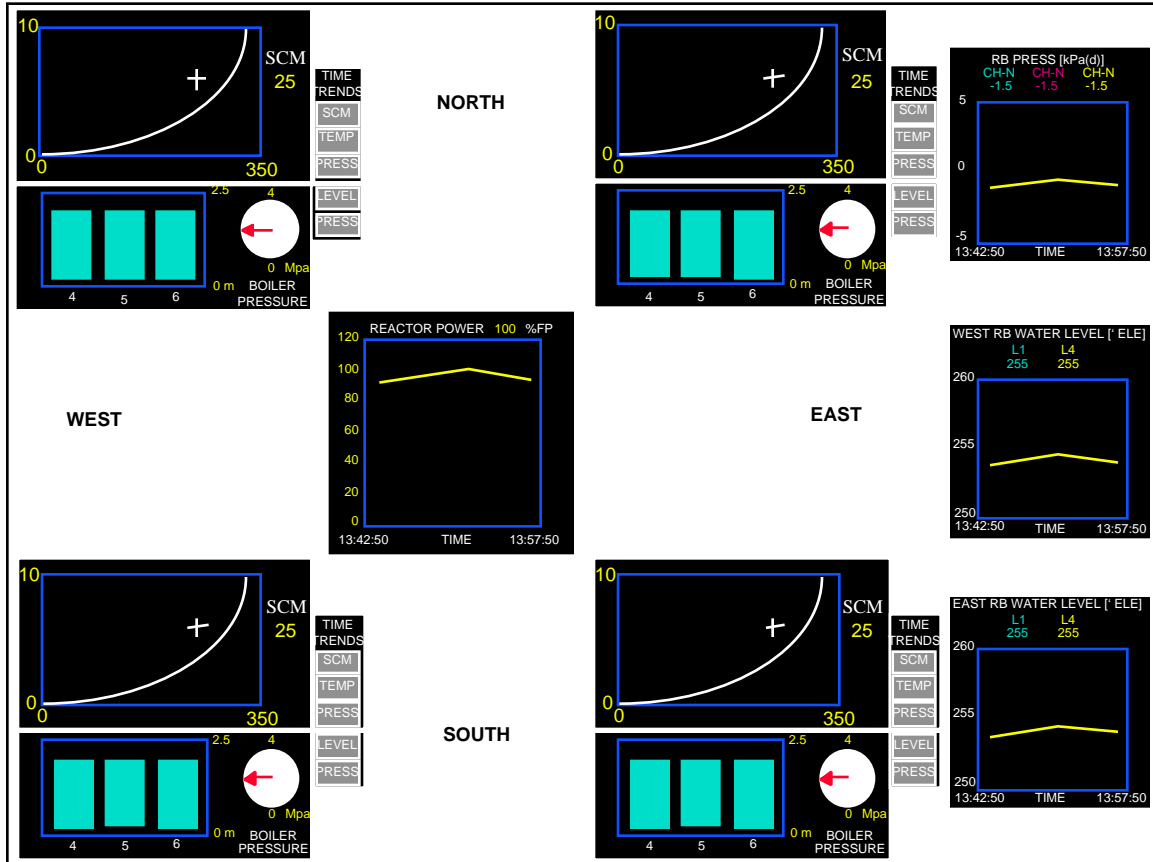 10
SCM
25
0
0
350
TIME
TRENDS
SCM
TEMP
PRESS
LEVEL
PRESS
2.5
4
0 Mpa
0 m
BOILER
PRESSURE
4 5 6
NORTH
10
SCM
25
0
0
350
TIME
TRENDS
SCM
TEMP
PRESS
LEVEL
PRESS
2.5
4
0 Mpa
0 m
BOILER
PRESSURE
4 5 6
RB PRESS [kPa(d)]
CH-N CH-N CH-N
-1.5 -1.5 -1.5
5
0
-5
13:42:50 TIME 13:57:50
WEST
REACTOR POWER 100 %FP
120
100
80
60
40
20
0
13:42:50 TIME 13:57:50
EAST
WEST RB WATER LEVEL [' ELE]
L1 L4
255 255
260
255
250
13:42:50 TIME 13:57:50
10
SCM
25
0
0
350
TIME
TRENDS
SCM
TEMP
PRESS
LEVEL
PRESS
2.5
4
0 Mpa
0 m
BOILER
PRESSURE
4 5 6
SOUTH
10
SCM
25
0
0
350
TIME
TRENDS
SCM
TEMP
PRESS
LEVEL
PRESS
2.5
4
0 Mpa
0 m
BOILER
PRESSURE
4 5 6
EAST RB WATER LEVEL [' ELE]
L1 L4
255 255
260
255
250
13:42:50 TIME 13:57:50